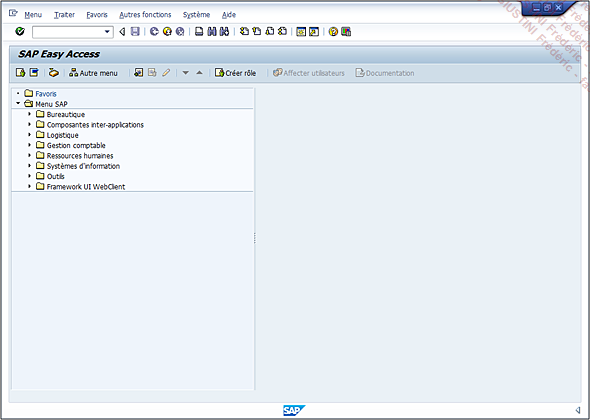 Menu Traiter Favoris Autres fonctions Système Aide
SAP Easy Access
Autre menu Créer rôle Affecter utilisateurs Documentation
Favoris
Menu SAP
Bureautique
Composantes inter-applications
Logistique
Gestion comptable
Ressources humaines
Systèmes d'information
Outils
Framework UI WebClient
SAP